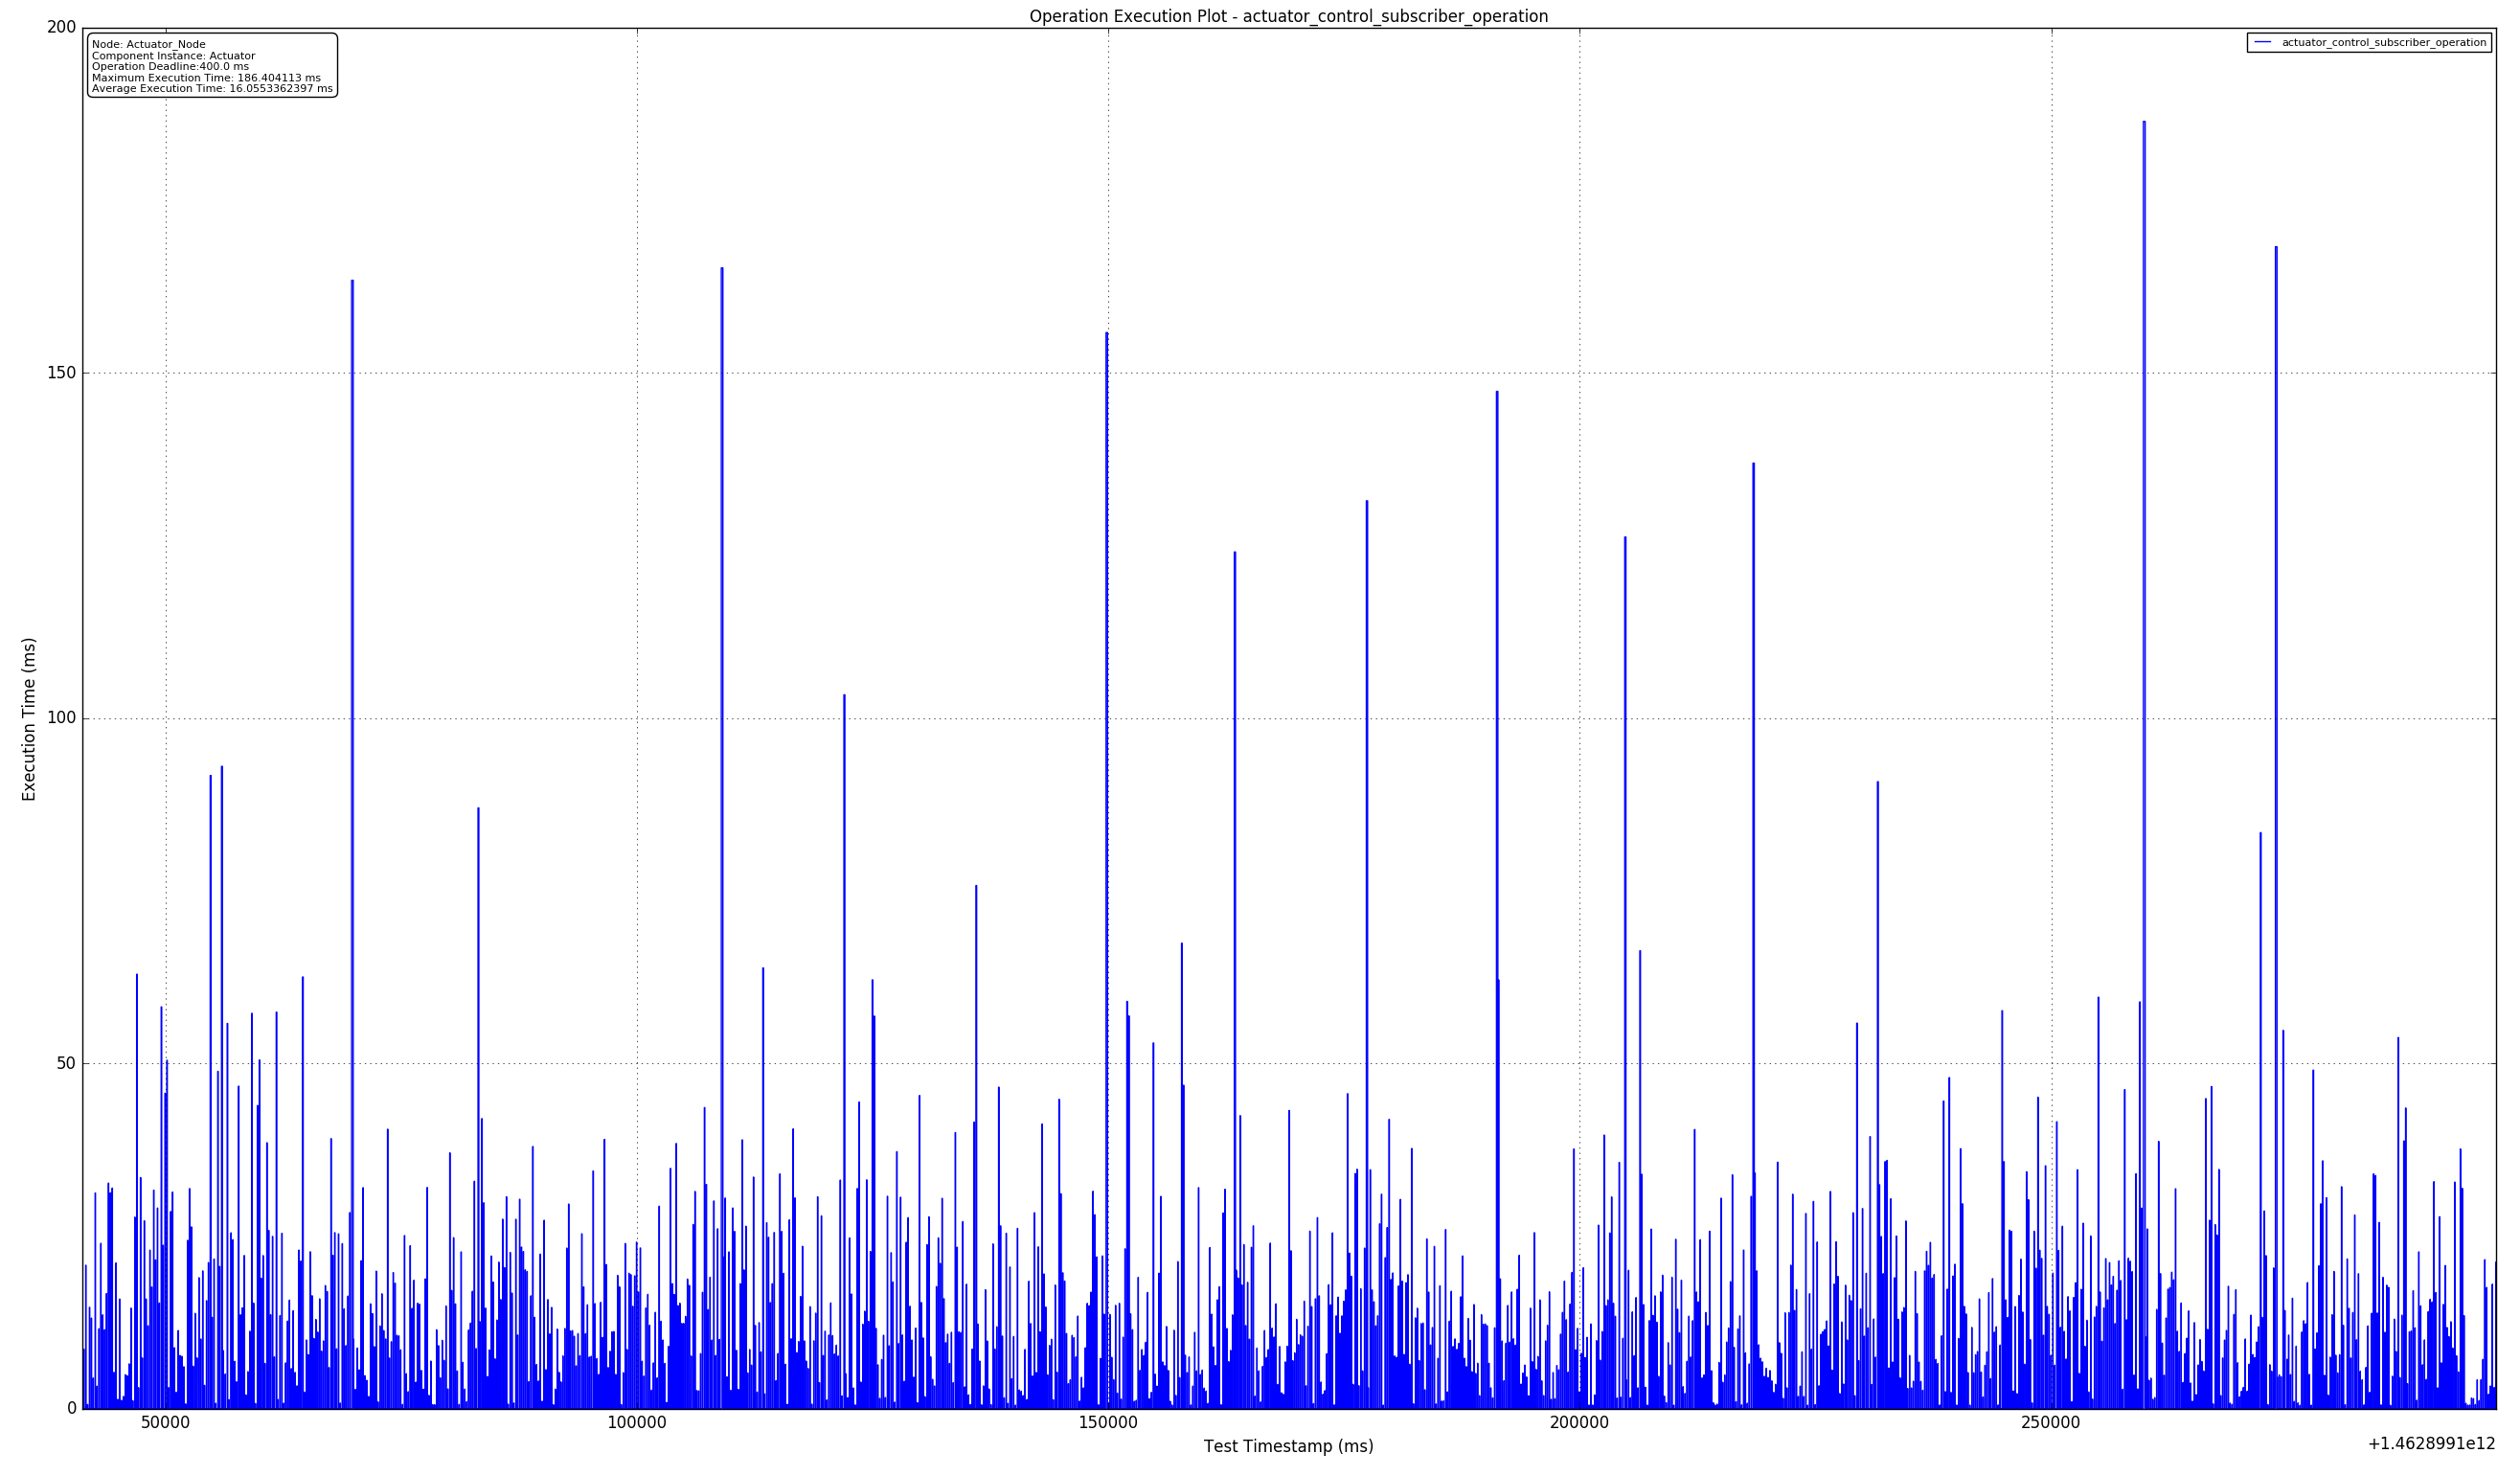 Operation Execution Plot - actuator_control_subscriber_operation
Node: Actuator_Node
Component Instance: Actuator
Operation Deadline:400.0 ms
Maximum Execution Time: 186.404113 ms
Average Execution Time: 16.0553362397 ms
actuator_control_subscriber_operation
200
150
100
50
0
Execution Time (ms)
50000 100000 150000 200000 250000
Test Timestamp (ms)
+1.4628991e12